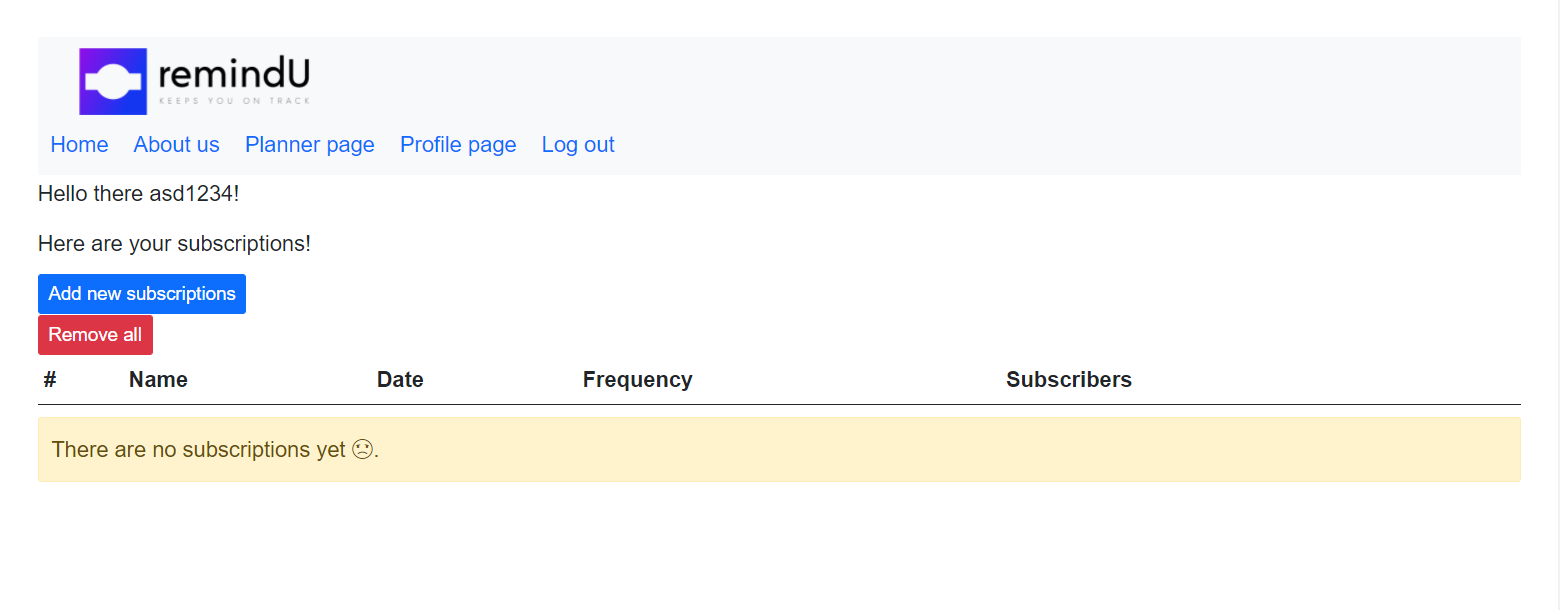 remindU
KEEPS YOU ON TRACK
Home About us Planner page Profile page Log out
Hello there asd1234!
Here are your subscriptions!
Add new subscriptions
Remove all
# Name Date Frequency Subscribers
There are no subscriptions yet ☹.